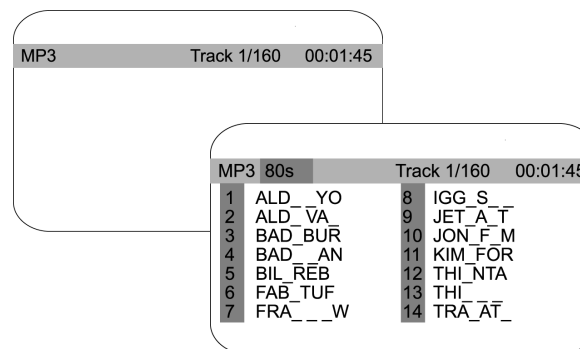 MP3 Track 1/160 00:01:45
MP3 80s Track 1/160 00:01:45
1 ALD_ _YO
2 ALD_VA_
3 BAD_BUR
4 BAD_ _AN
5 BIL_REB
6 FAB_TUF
7 FRA_ _ _W
8 IGG_S_ _
9 JET_A_T
10 JON_F_M
11 KIM_FOR
12 THI_NTA
13 THI_ _ _
14 TRA_AT_